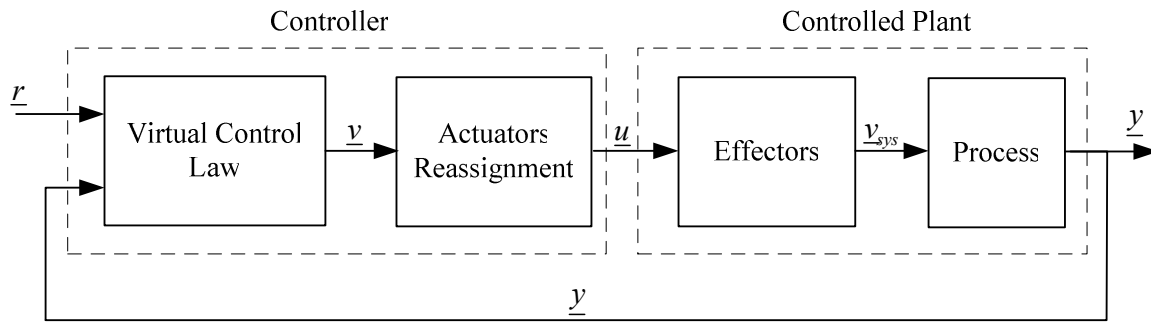 Controller
Controlled Plant
r
Virtual Control
Law
v
Actuators
Reassignment
u
Effectors
v_sys
Process
y
y